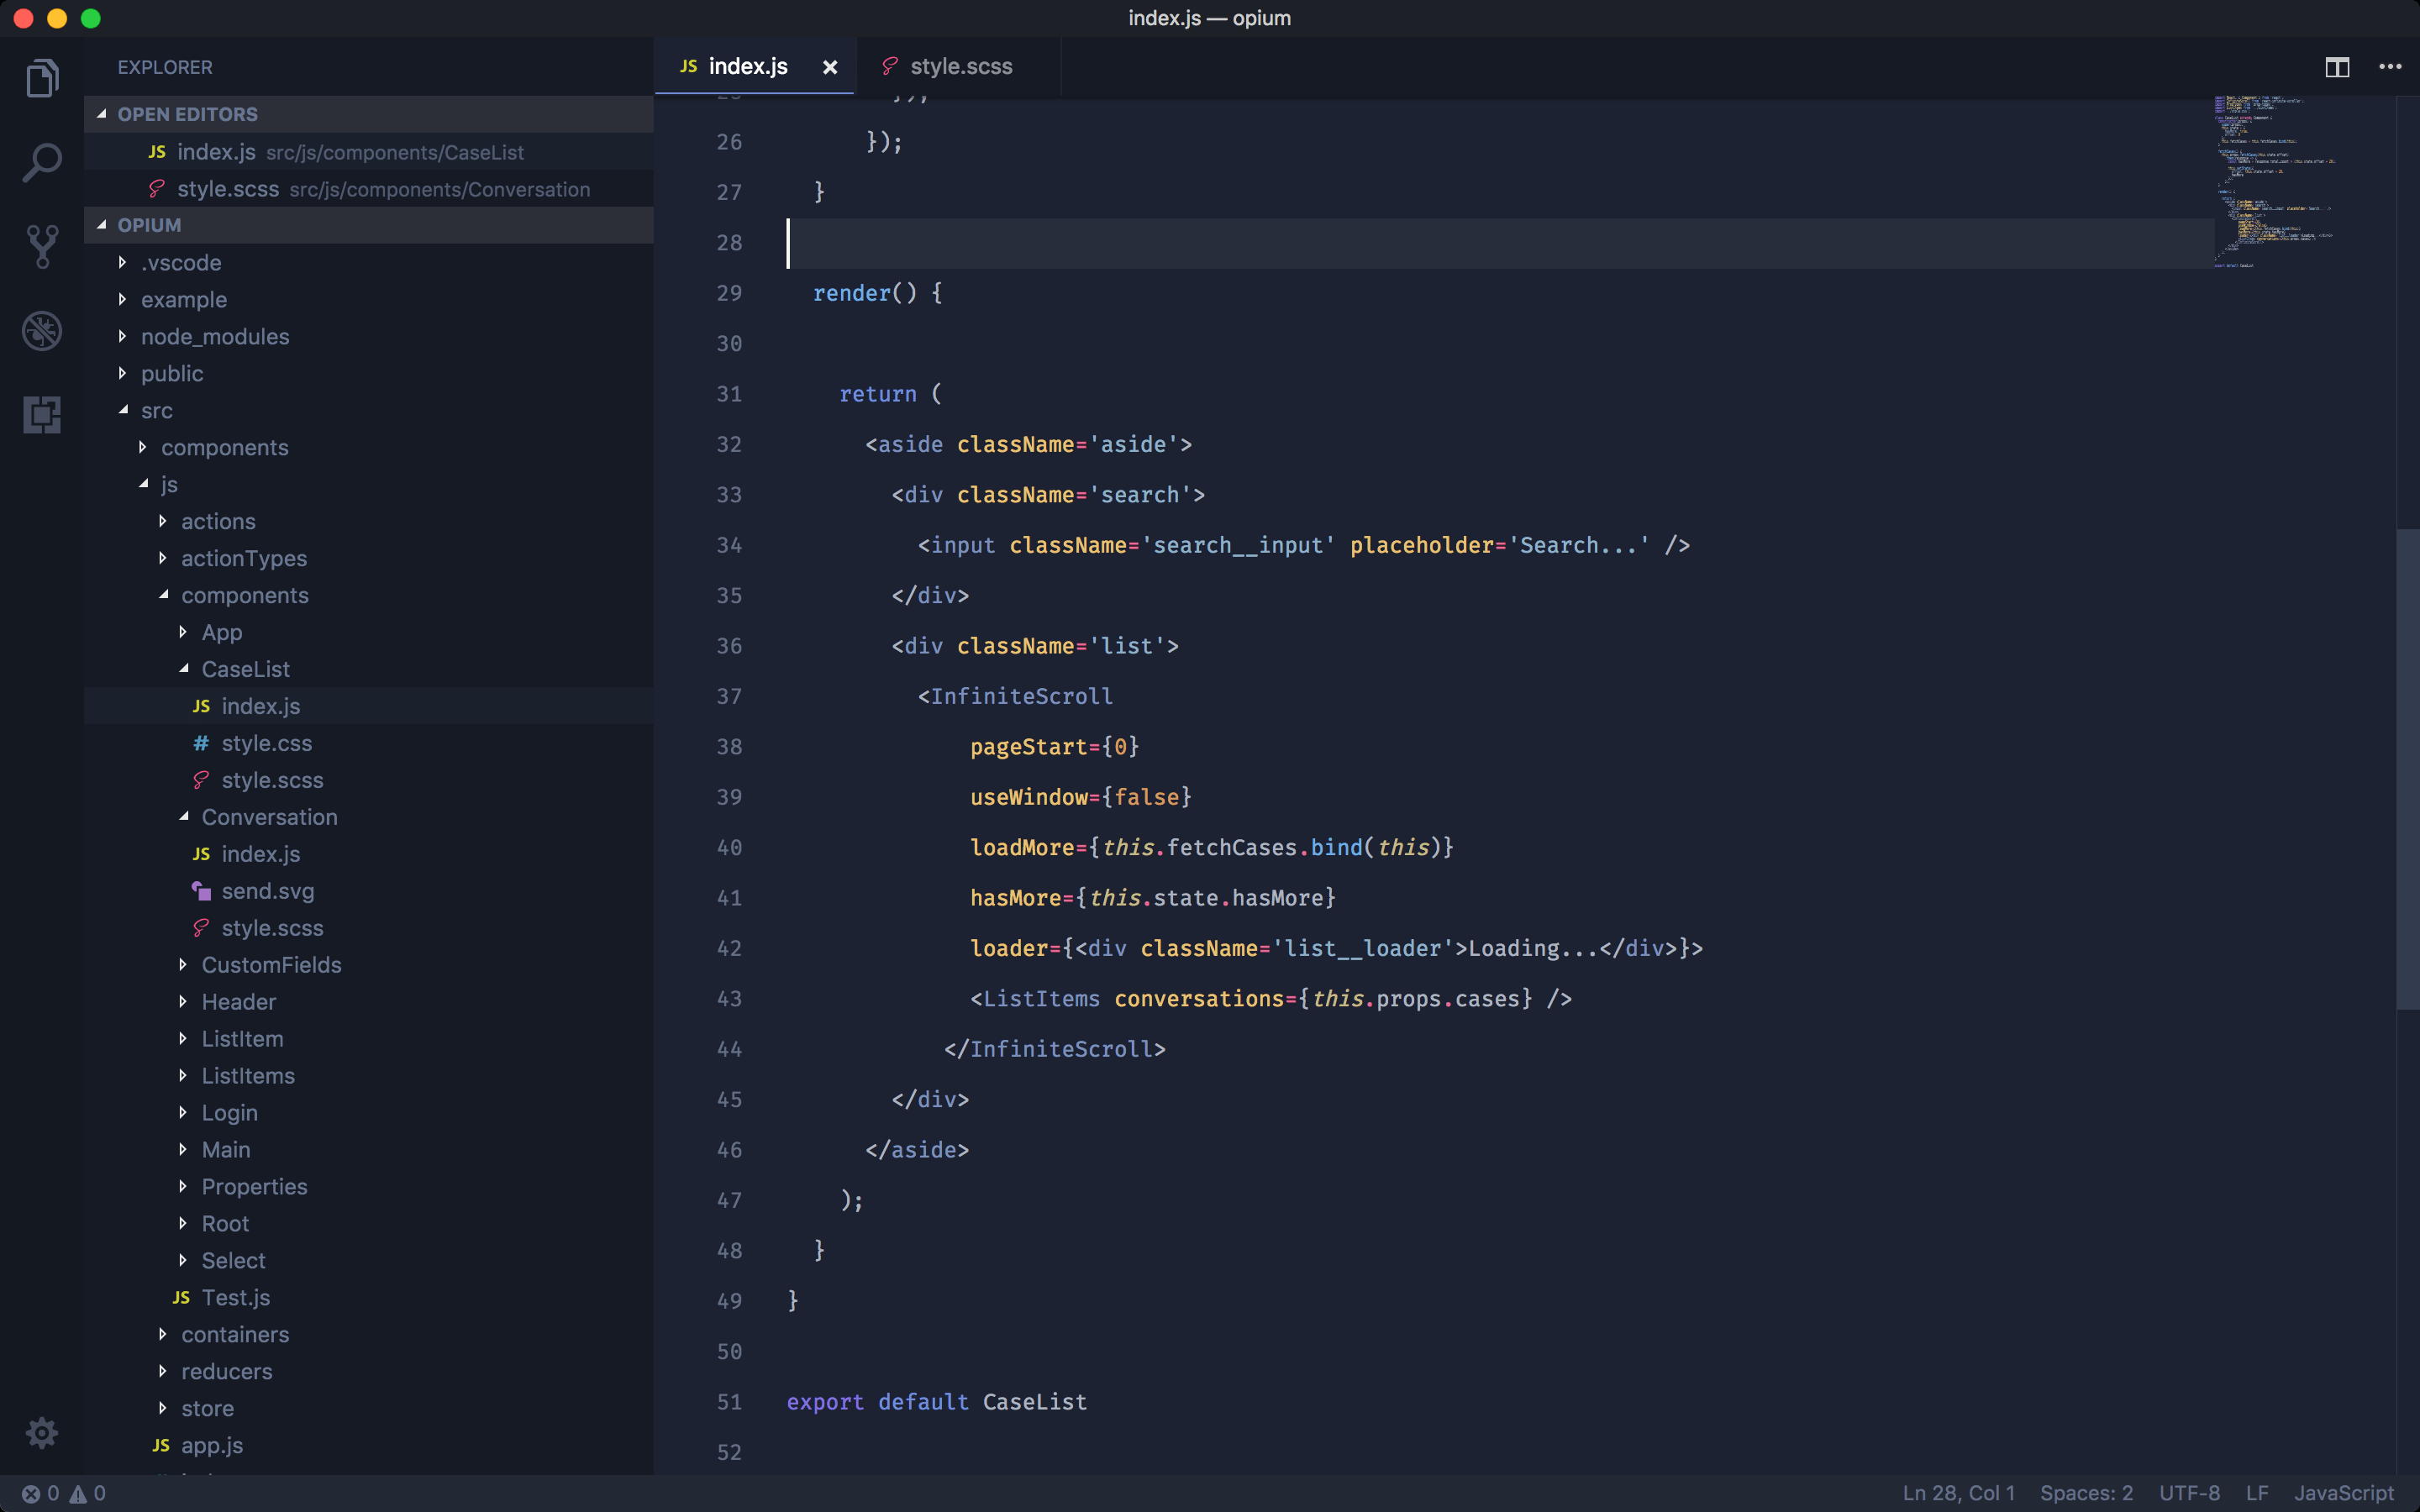 index.js — opium
EXPLORER
OPEN EDITORS
JS index.js src/js/components/CaseList
style.scss src/js/components/Conversation
OPIUM
.vscode
example
node_modules
public
src
components
js
actions
actionTypes
components
App
CaseList
JS index.js
# style.css
style.scss
Conversation
JS index.js
send.svg
style.scss
CustomFields
Header
ListItem
ListItems
Login
Main
Properties
Root
Select
JS Test.js
containers
reducers
store
JS app.js
JS index.js
style.scss
26 });
27 }
28
29 render() {
30
31 return (
32 <aside className='aside'>
33 <div className='search'>
34 <input className='search__input' placeholder='Search...' />
35 </div>
36 <div className='list'>
37 <InfiniteScroll
38 pageStart={0}
39 useWindow={false}
40 loadMore={this.fetchCases.bind(this)}
41 hasMore={this.state.hasMore}
42 loader={<div className='list__loader'>Loading...</div>}>
43 <ListItems conversations={this.props.cases} />
44 </InfiniteScroll>
45 </div>
46 </aside>
47 );
48 }
49 }
50
51 export default CaseList
52
0 0
Ln 28, Col 1 Spaces: 2 UTF-8 LF JavaScript